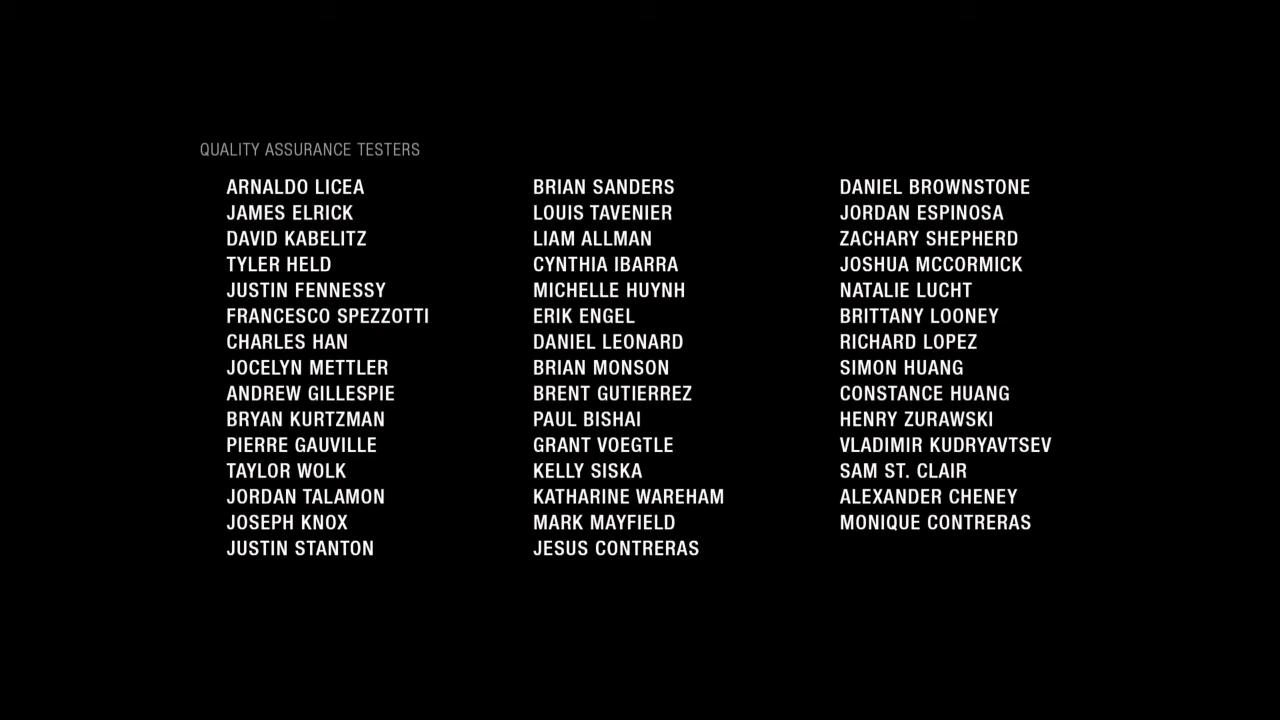 QUALITY ASSURANCE TESTERS
ARNALDO LICEA
JAMES ELRICK
DAVID KABELITZ
TYLER HELD
JUSTIN FENNESSY
FRANCESCO SPEZZOTTI
CHARLES HAN
JOCELYN METTLER
ANDREW GILLESPIE
BRYAN KURTZMAN
PIERRE GAUVILLE
TAYLOR WOLK
JORDAN TALAMON
JOSEPH KNOX
JUSTIN STANTON
BRIAN SANDERS
LOUIS TAVENIER
LIAM ALLMAN
CYNTHIA IBARRA
MICHELLE HUYNH
ERIK ENGEL
DANIEL LEONARD
BRIAN MONSON
BRENT GUTIERREZ
PAUL BISHAI
GRANT VOEGTLE
KELLY SISKA
KATHARINE WAREHAM
MARK MAYFIELD
JESUS CONTRERAS
DANIEL BROWNSTONE
JORDAN ESPINOSA
ZACHARY SHEPHERD
JOSHUA MCCORMICK
NATALIE LUCHT
BRITTANY LOONEY
RICHARD LOPEZ
SIMON HUANG
CONSTANCE HUANG
HENRY ZURAWSKI
VLADIMIR KUDRYAVTSEV
SAM ST. CLAIR
ALEXANDER CHENEY
MONIQUE CONTRERAS